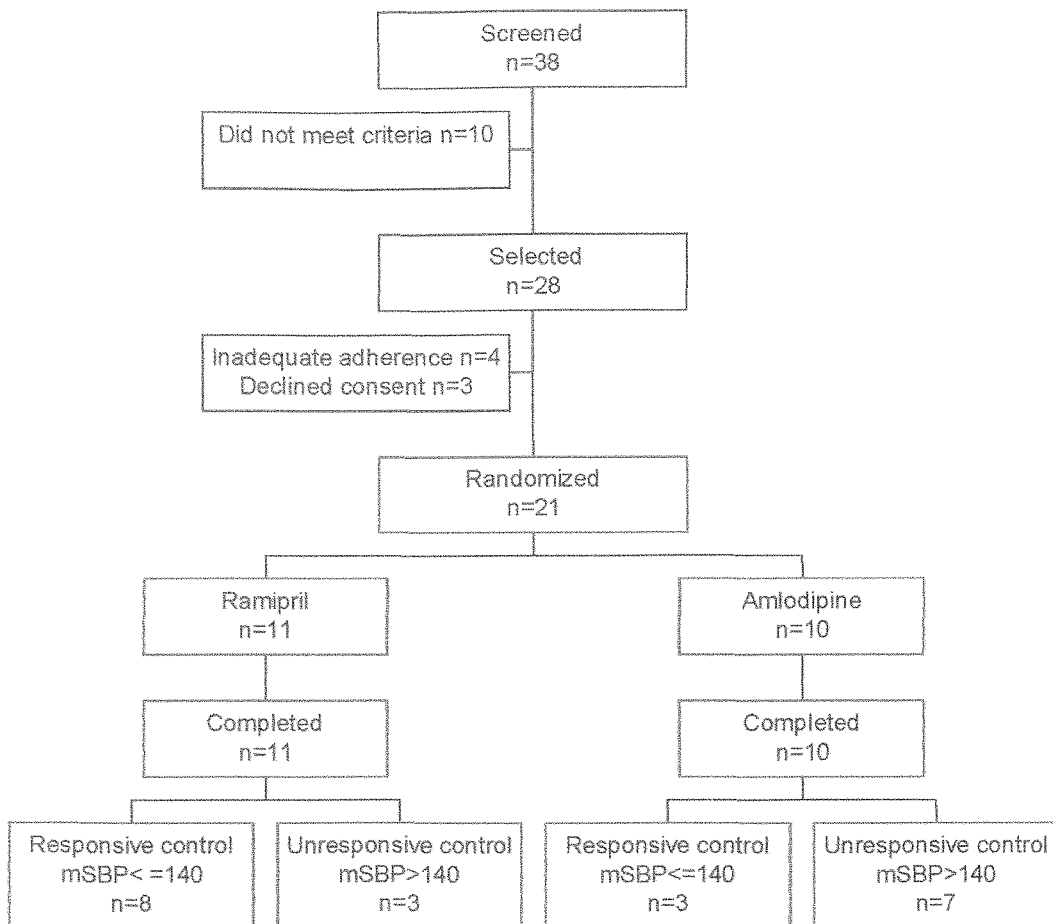 Screened
n=38
Did not meet criteria n=10
Selected
n=28
Inadequate adherence n=4
Declined consent n=3
Randomized
n=21
Ramipril
n=11
Amlodipine
n=10
Completed
n=11
Completed
n=10
Responsive control
mSBP< =140
n=8
Unresponsive control
mSBP>140
n=3
Responsive control
mSBP<=140
n=3
Unresponsive control
mSBP>140
n=7